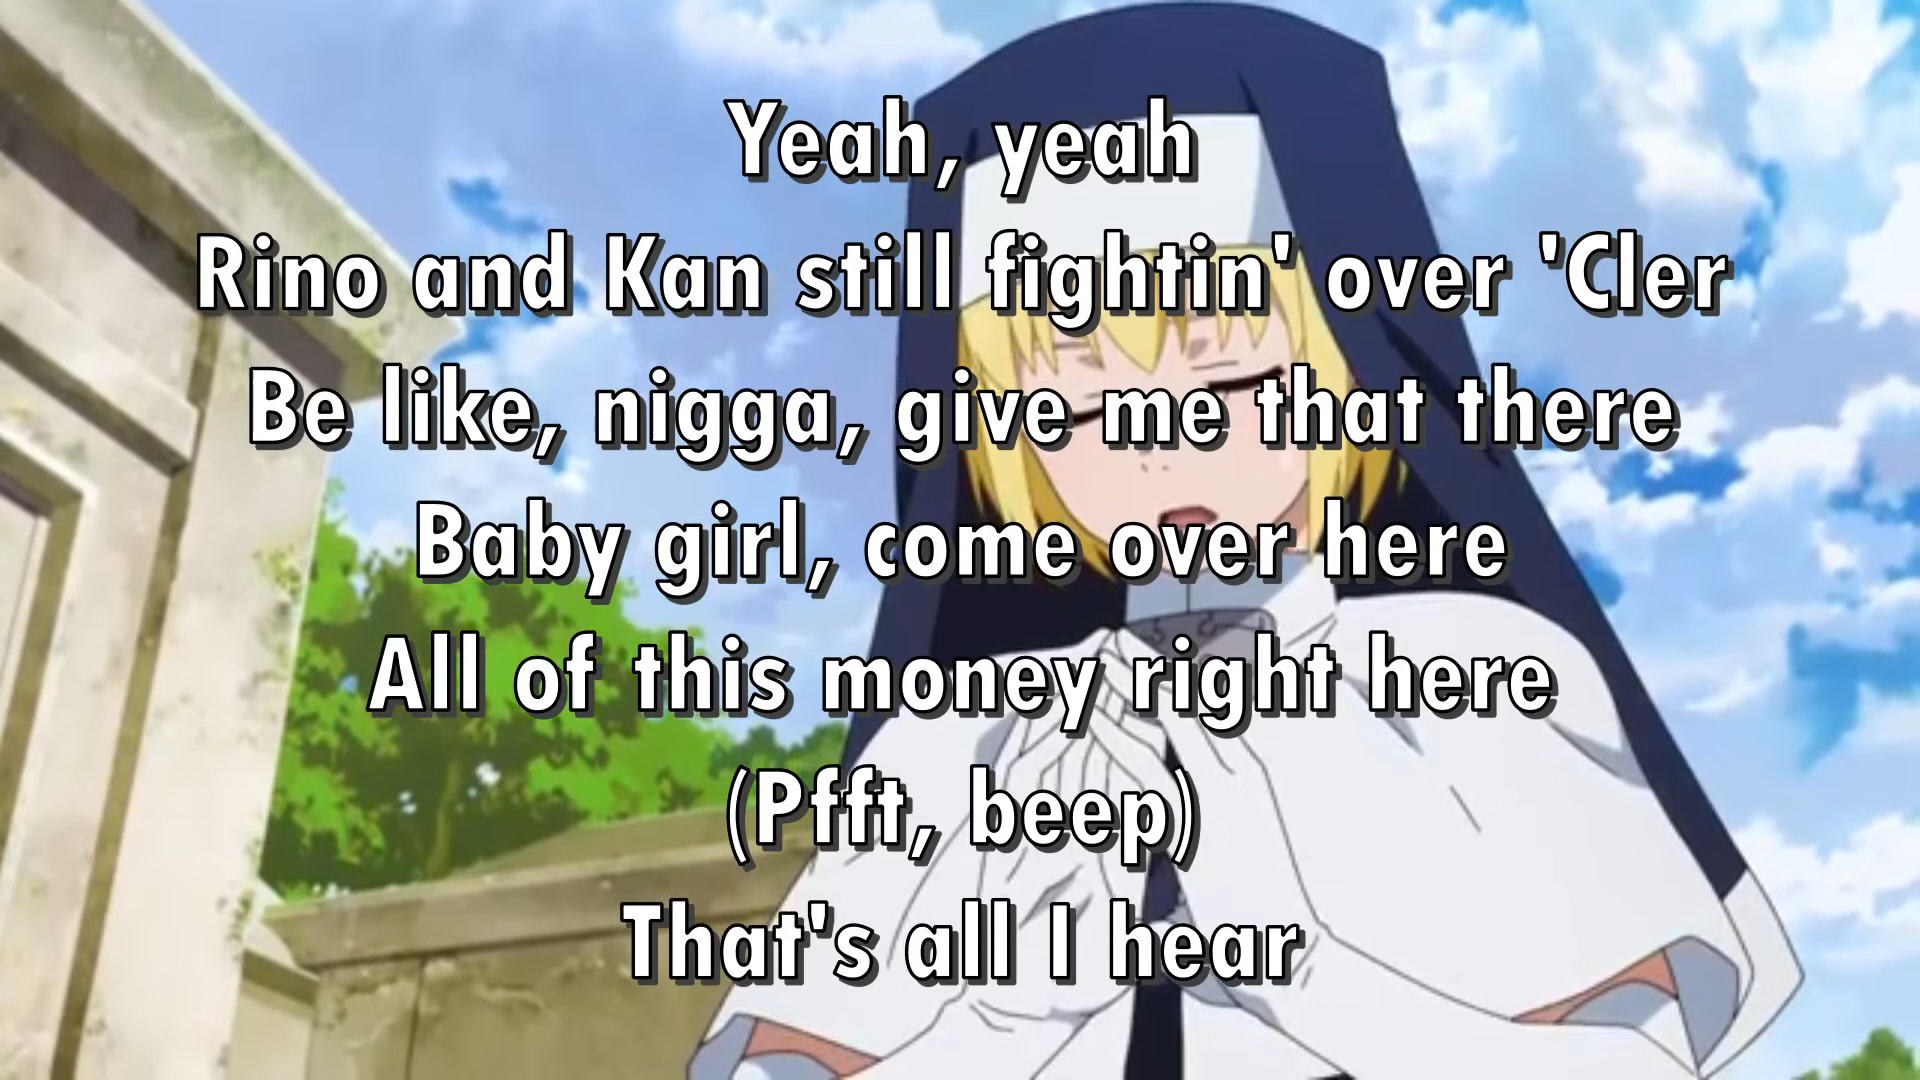 Yeah, yeah
Rino and Kan still fightin' over 'Cler
Be like, nigga, give me that there
Baby girl, come over here
All of this money right here
(Pfft, beep)
That's all I hear